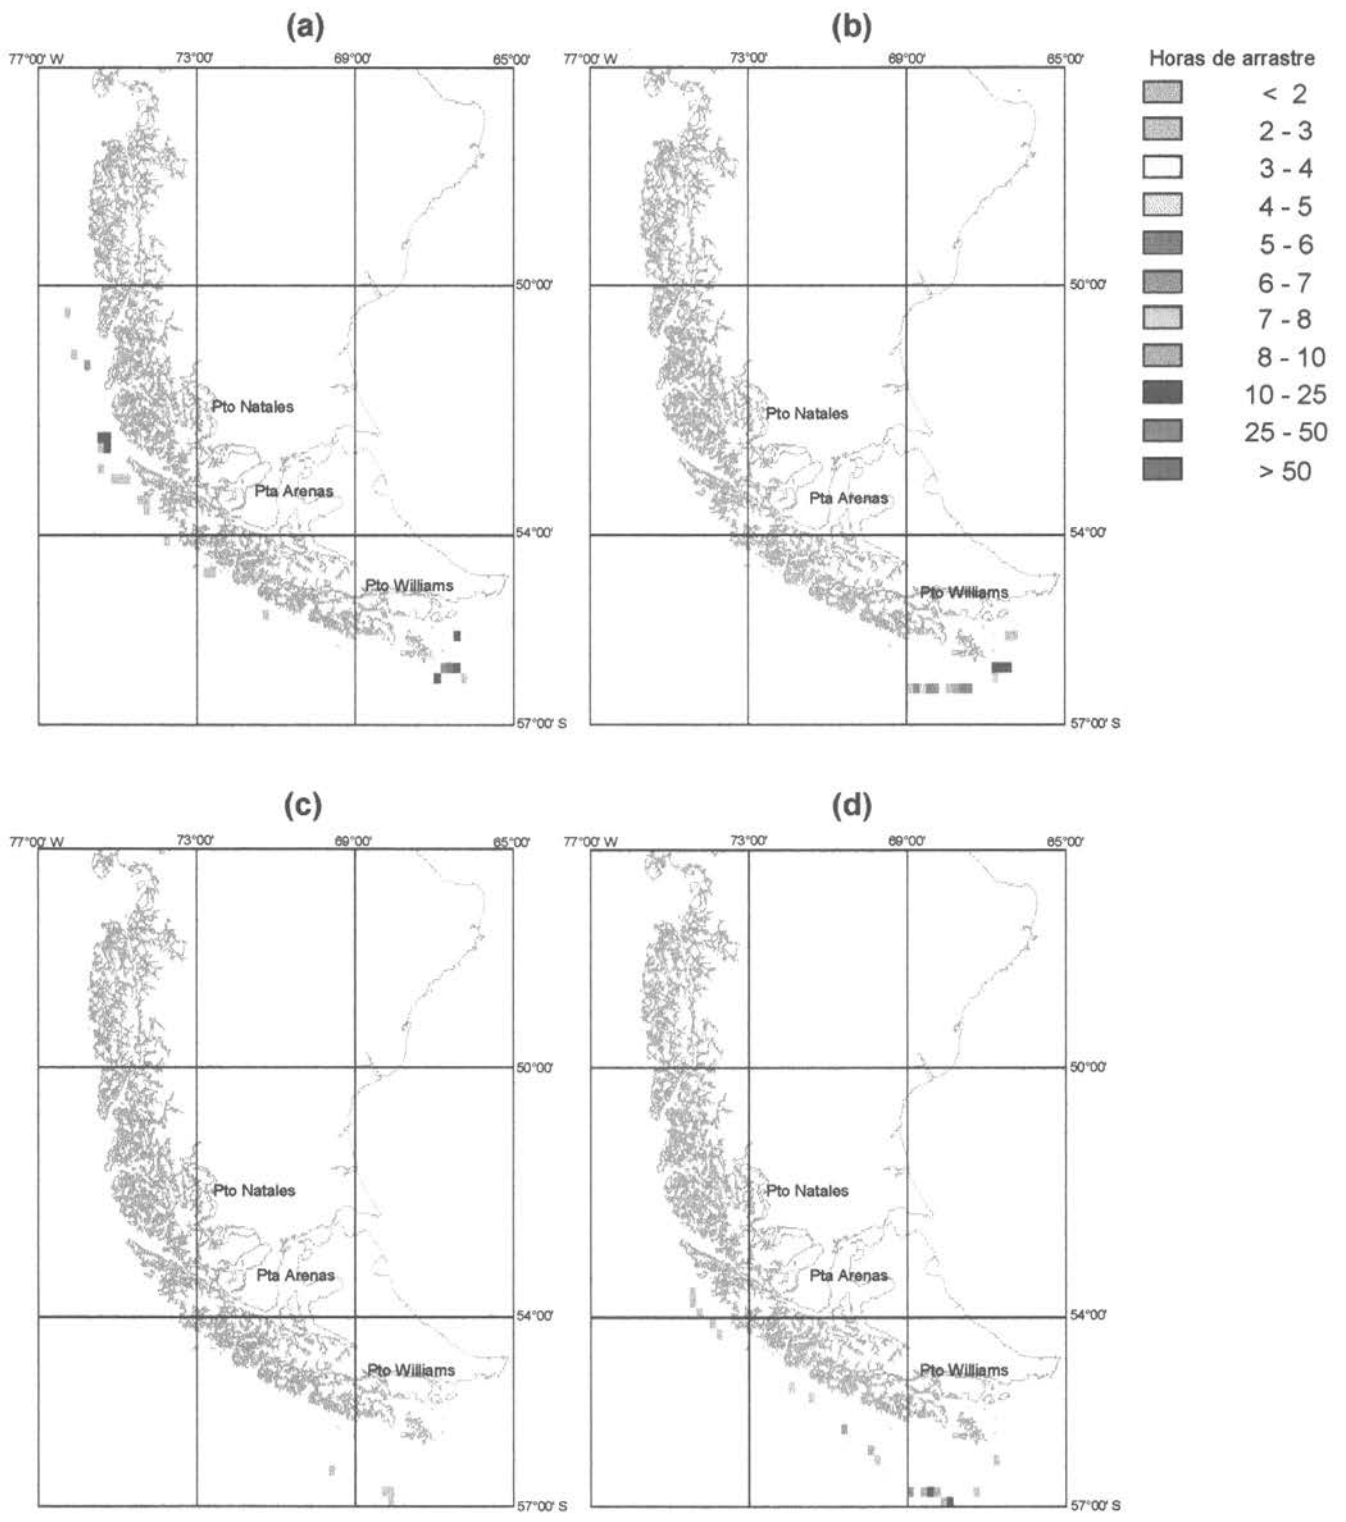 (a)
77°00' W 73°00' 69°00' 65°00'
50°00'
Pto Natales
Pta Arenas
54°00'
Pto Williams
57°00' S
(b)
77°00' W 73°00' 69°00' 65°00'
50°00'
Pto Natales
Pta Arenas
54°00'
Pto Williams
57°00' S
Horas de arrastre
< 2
2 - 3
3 - 4
4 - 5
5 - 6
6 - 7
7 - 8
8 - 10
10 - 25
25 - 50
> 50
(c)
77°00' W 73°00' 69°00' 65°00'
50°00'
Pto Natales
Pta Arenas
54°00'
Pto Williams
57°00' S
(d)
77°00' W 73°00' 69°00' 65°00'
50°00'
Pto Natales
Pta Arenas
54°00'
Pto Williams
57°00' S